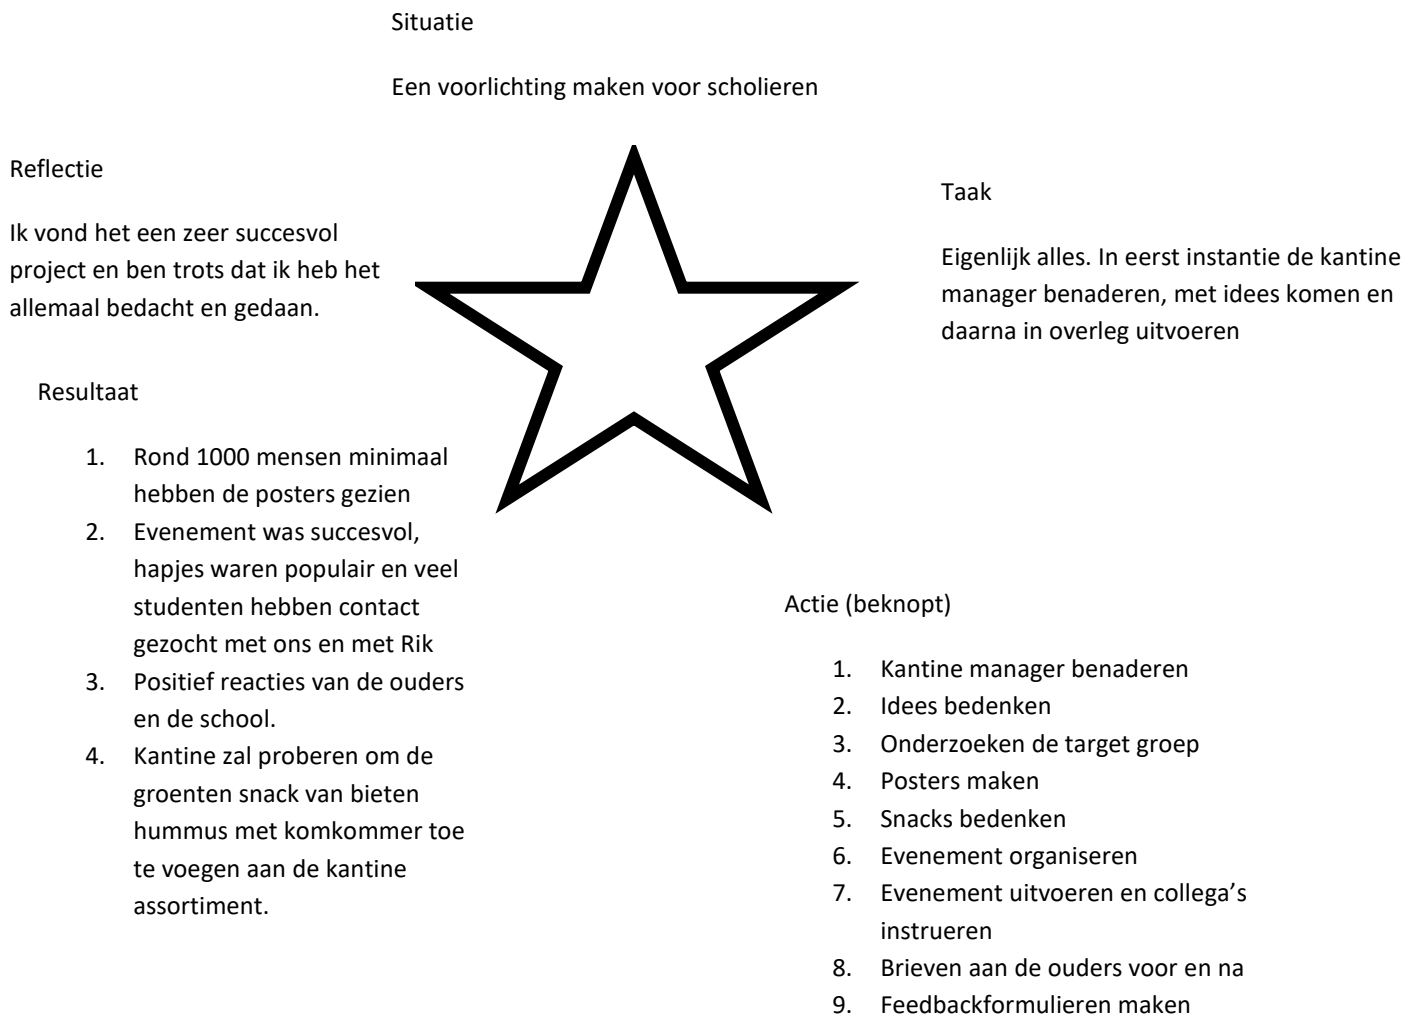 Situatie
Een voorlichting maken voor scholieren
Reflectie
Ik vond het een zeer succesvol
project en ben trots dat ik heb het
allemaal bedacht en gedaan.
Taak
Eigenlijk alles. In eerst instantie de kantine
manager benaderen, met idees komen en
daarna in overleg uitvoeren
Resultaat
1. Rond 1000 mensen minimaal
hebben de posters gezien
2. Evenement was succesvol,
hapjes waren populair en veel
studenten hebben contact
gezocht met ons en met Rik
3. Positief reacties van de ouders
en de school.
4. Kantine zal proberen om de
groenten snack van bieten
hummus met komkommer toe
te voegen aan de kantine
assortiment.
Actie (beknopt)
1. Kantine manager benaderen
2. Idees bedenken
3. Onderzoeken de target groep
4. Posters maken
5. Snacks bedenken
6. Evenement organiseren
7. Evenement uitvoeren en collega’s
instrueren
8. Brieven aan de ouders voor en na
9. Feedbackformulieren maken